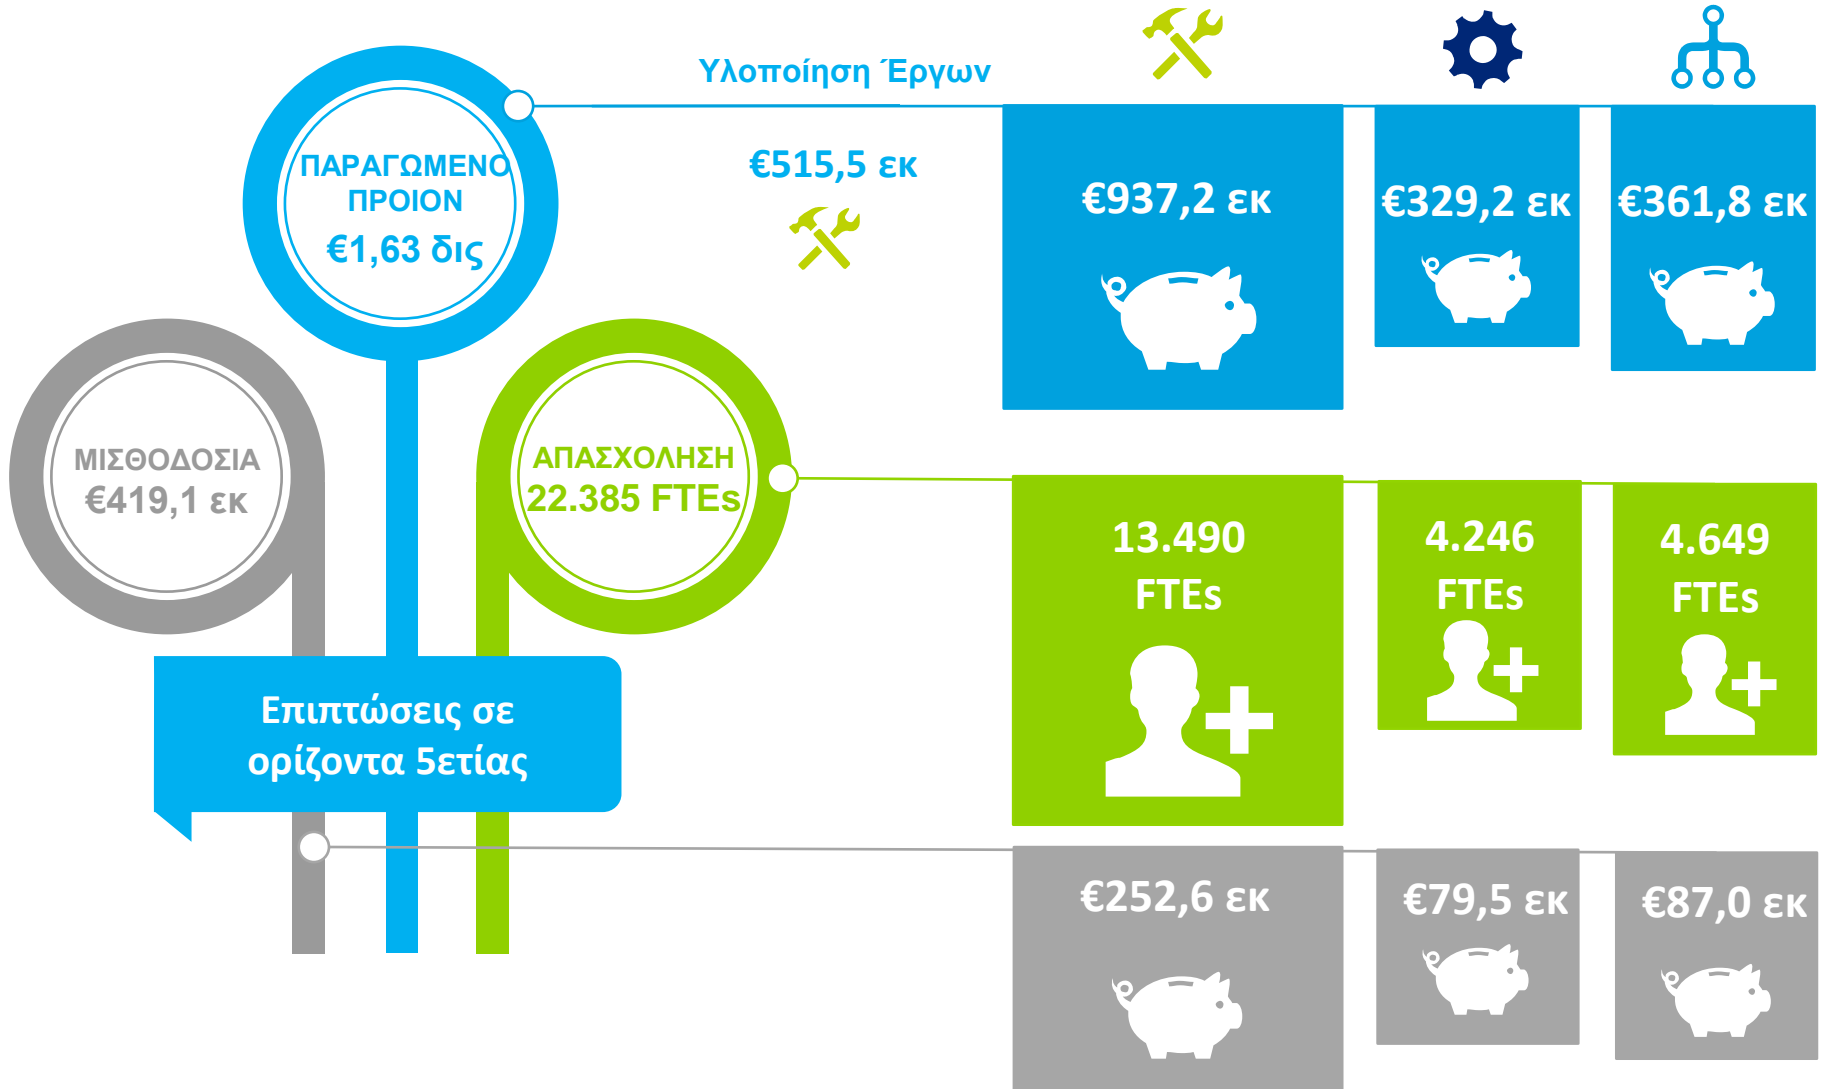 Υλοποίηση Έργων
ΠΑΡΑΓΩΜΕΝΟ
ΠΡΟΙΟΝ
€1,63 δις
€515,5 εκ
€937,2 εκ
€329,2 εκ
€361,8 εκ
ΜΙΣΘΟΔΟΣΙΑ
€419,1 εκ
ΑΠΑΣΧΟΛΗΣΗ
22.385 FTEs
13.490
FTEs
4.246
FTEs
4.649
FTEs
Επιπτώσεις σε
ορίζοντα 5ετίας
€252,6 εκ
€79,5 εκ
€87,0 εκ